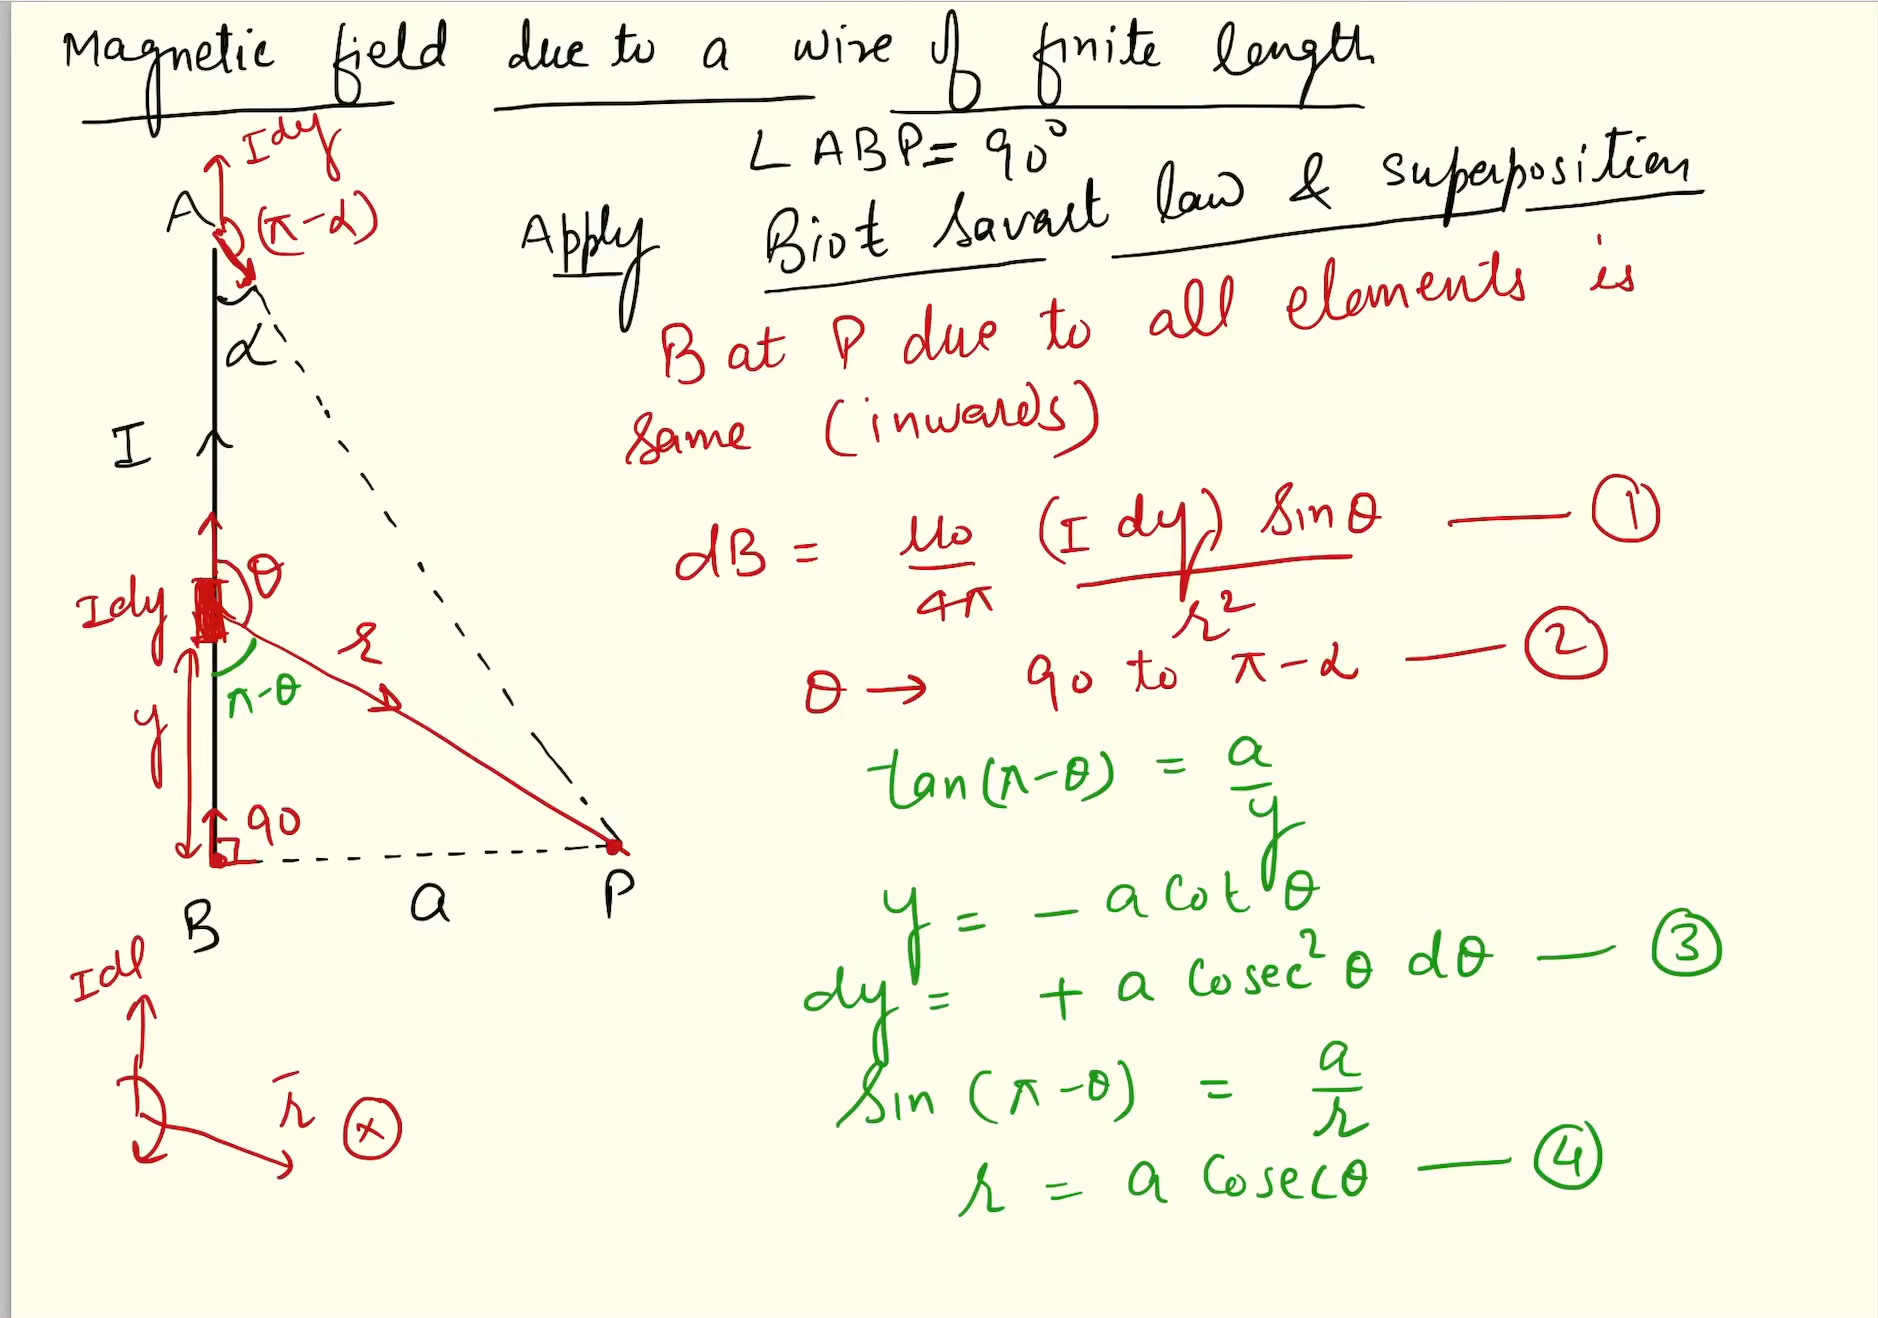 Magnetic field due to a wire of finite length
∠ABP = 90°
Apply Biot Savart law & superposition
B at P due to all elements is
same (inwards)
dB = μ0/4π (I dy) Sinθ/r² — ①
θ → 90 to π-α — ②
tan(π-θ) = a/y
y = - a Cot θ
dy = + a Cosec²θ dθ — ③
Sin (π-θ) = a/r
r = a Cosecθ — ④
Idy
A
(π-α)
α
I
θ
Idy
r
π-θ
y
90
B
a
P
Idl
r̄
⊗